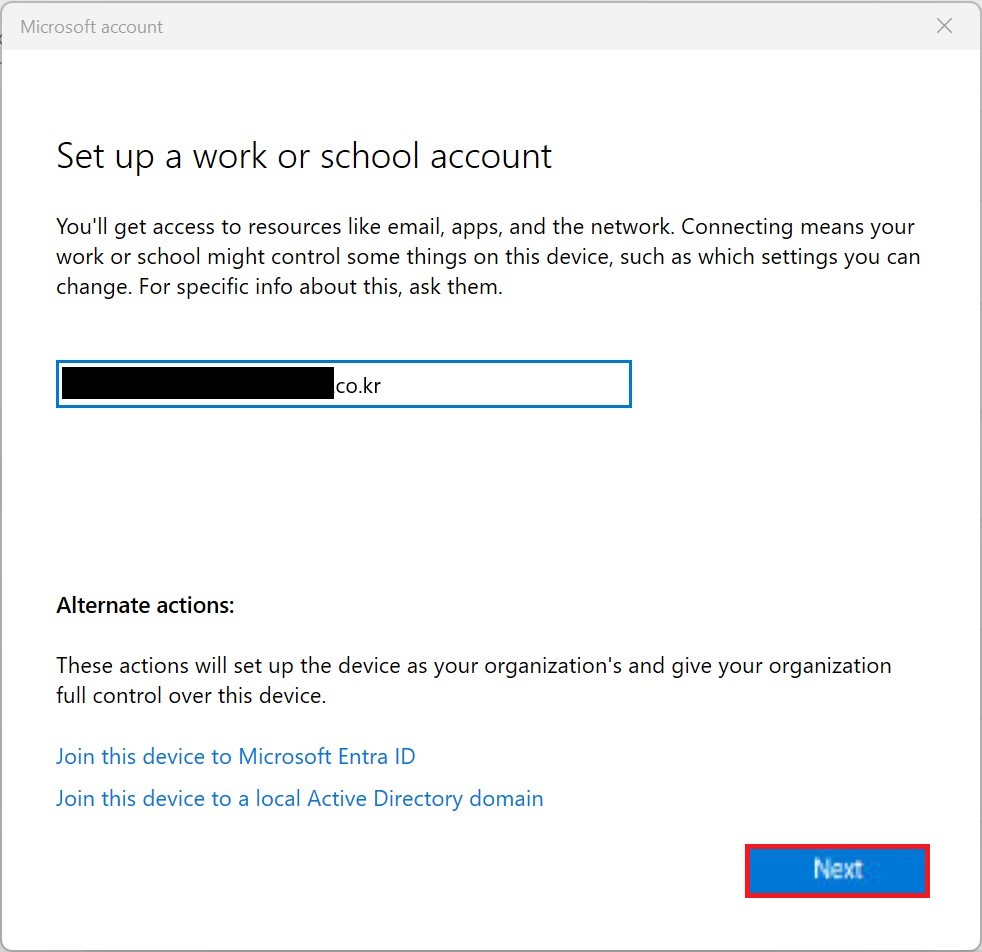 Microsoft account
Set up a work or school account
You'll get access to resources like email, apps, and the network. Connecting means your
work or school might control some things on this device, such as which settings you can
change. For specific info about this, ask them.
co.kr
Alternate actions:
These actions will set up the device as your organization's and give your organization
full control over this device.
Join this device to Microsoft Entra ID
Join this device to a local Active Directory domain
Next